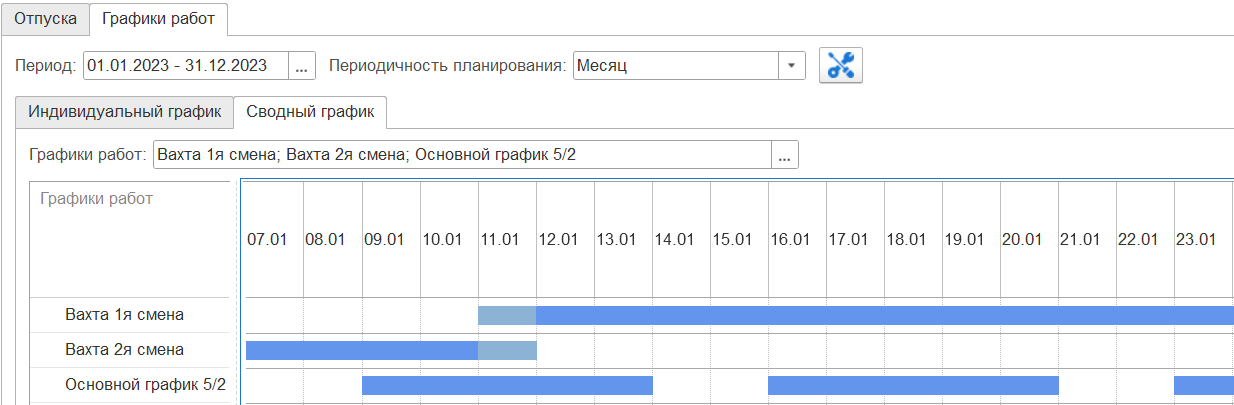 Отпуска Графики работ
Период: 01.01.2023 - 31.12.2023 ... Периодичность планирования: Месяц
Индивидуальный график Сводный график
Графики работ: Вахта 1я смена; Вахта 2я смена; Основной график 5/2 ...
Графики работ
07.01 08.01 09.01 10.01 11.01 12.01 13.01 14.01 15.01 16.01 17.01 18.01 19.01 20.01 21.01 22.01 23.01
Вахта 1я смена
Вахта 2я смена
Основной график 5/2